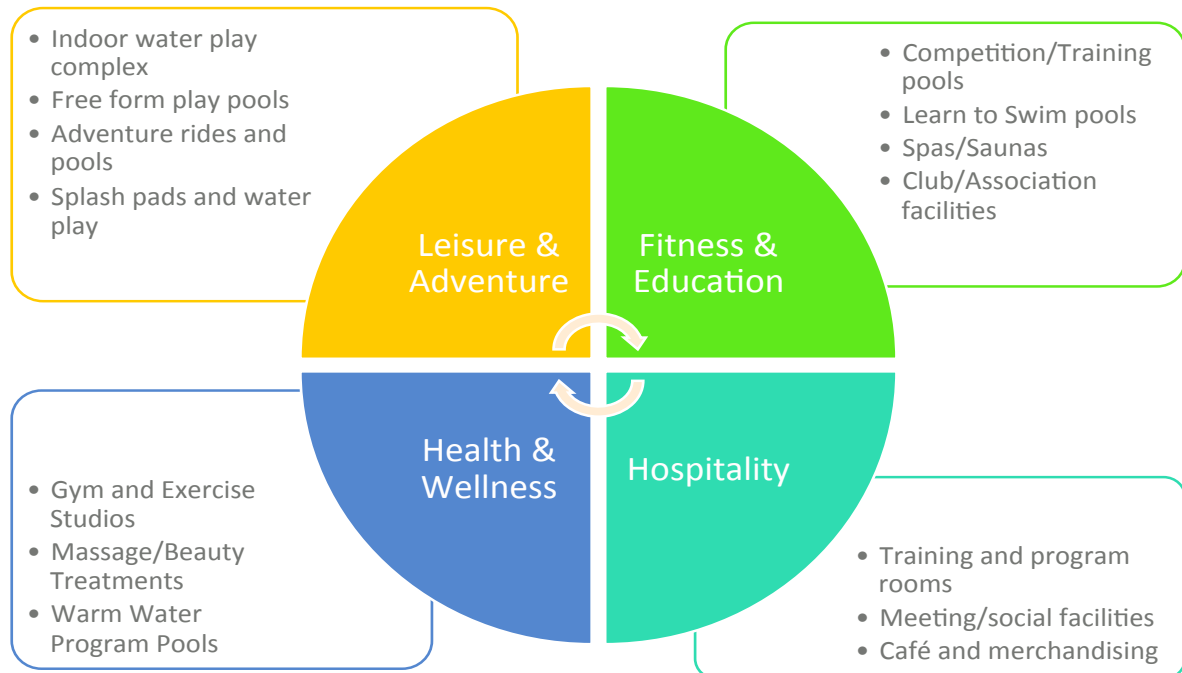 • Indoor water play
complex
• Free form play pools
• Adventure rides and
pools
• Splash pads and water
play
• Competition/Training
pools
• Learn to Swim pools
• Spas/Saunas
• Club/Association
facilities
Leisure &
Adventure
Fitness &
Education
Health &
Wellness
Hospitality
• Gym and Exercise
Studios
• Massage/Beauty
Treatments
• Warm Water
Program Pools
• Training and program
rooms
• Meeting/social facilities
• Café and merchandising